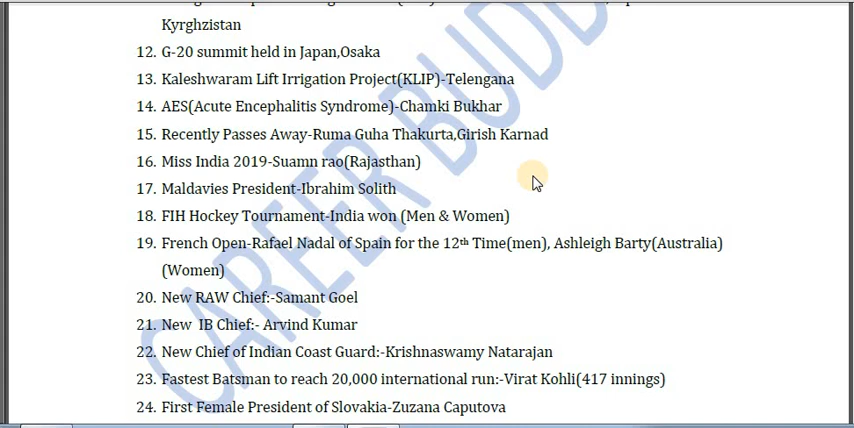 Kyrghzistan
12. G-20 summit held in Japan,Osaka
13. Kaleshwaram Lift Irrigation Project(KLIP)-Telengana
14. AES(Acute Encephalitis Syndrome)-Chamki Bukhar
15. Recently Passes Away-Ruma Guha Thakurta,Girish Karnad
16. Miss India 2019-Suamn rao(Rajasthan)
17. Maldavies President-Ibrahim Solith
18. FIH Hockey Tournament-India won (Men & Women)
19. French Open-Rafael Nadal of Spain for the 12th Time(men), Ashleigh Barty(Australia)
(Women)
20. New RAW Chief:-Samant Goel
21. New  IB Chief:- Arvind Kumar
22. New Chief of Indian Coast Guard:-Krishnaswamy Natarajan
23. Fastest Batsman to reach 20,000 international run:-Virat Kohli(417 innings)
24. First Female President of Slovakia-Zuzana Caputova
CAREER BUDD